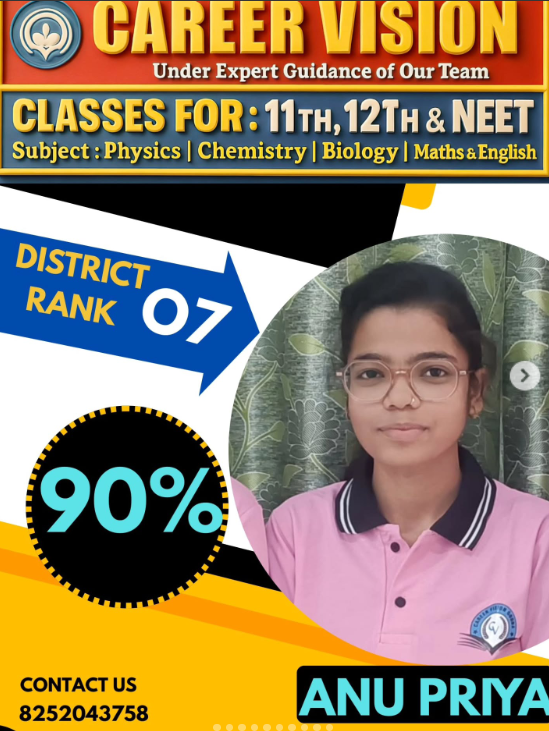 CAREER VISION
Under Expert Guidance of Our Team
CLASSES FOR : 11TH, 12TH & NEET
Subject : Physics | Chemistry | Biology | Maths & English
DISTRICT
RANK 07
90%
CONTACT US
8252043758
ANU PRIYA